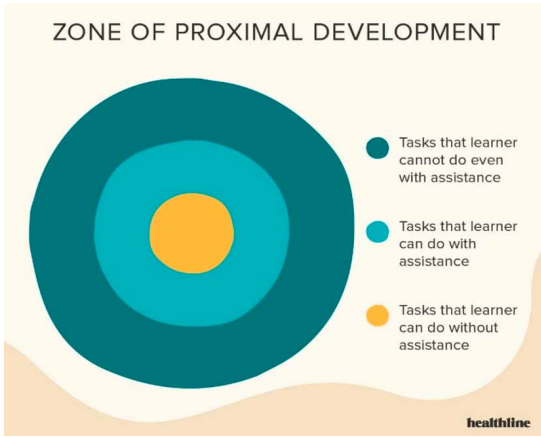 ZONE OF PROXIMAL DEVELOPMENT
Tasks that learner
cannot do even
with assistance
Tasks that learner
can do with
assistance
Tasks that learner
can do without
assistance
healthline